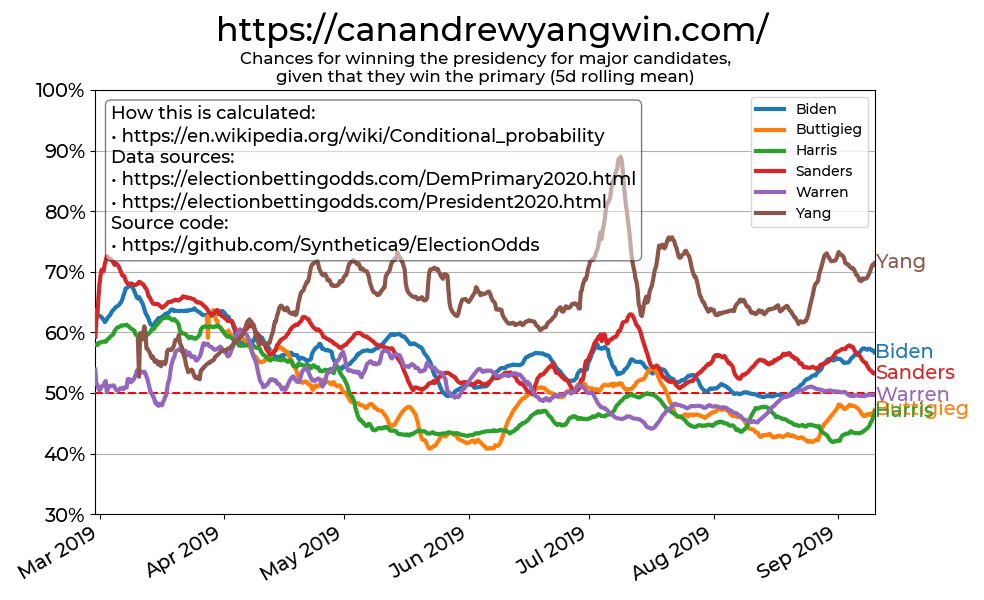 https://canandrewyangwin.com/
Chances for winning the presidency for major candidates,
given that they win the primary (5d rolling mean)
100%
90%
80%
70%
60%
50%
40%
30%
How this is calculated:
· https://en.wikipedia.org/wiki/Conditional_probability
Data sources:
· https://electionbettingodds.com/DemPrimary2020.html
· https://electionbettingodds.com/President2020.html
Source code:
· https://github.com/Synthetica9/ElectionOdds
Biden
Buttigieg
Harris
Sanders
Warren
Yang
Yang
Biden
Sanders
Warren
Buttigieg
Harris
Mar 2019
Apr 2019
May 2019
Jun 2019
Jul 2019
Aug 2019
Sep 2019